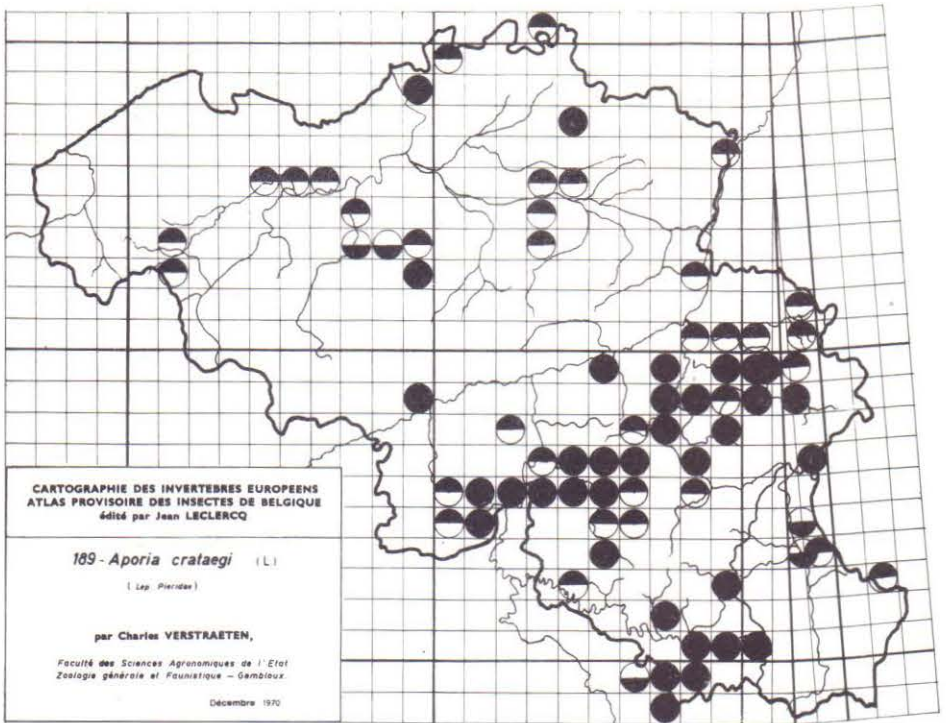 CARTOGRAPHIE DES INVERTEBRES EUROPEENS
ATLAS PROVISOIRE DES INSECTES DE BELGIQUE
édité par Jean LECLERCQ
189 - Aporia crataegi (L)
( Lep Pieridae )
par Charles VERSTRAETEN,
Faculté des Sciences Agronomiques de l'Etat
Zoologie générale et Faunistique — Gembloux
Décembre 1970